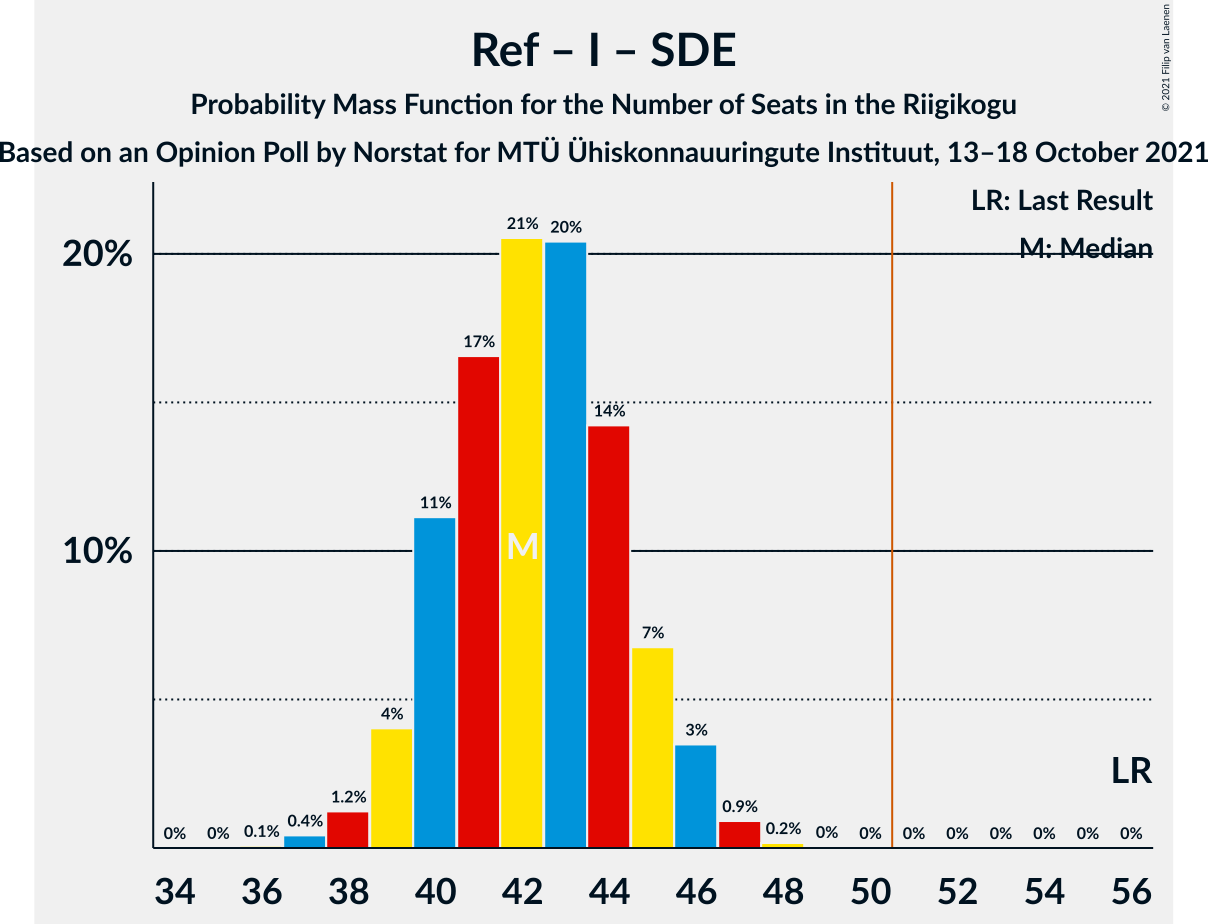 Ref – I – SDE
Probability Mass Function for the Number of Seats in the Riigikogu
Based on an Opinion Poll by Norstat for MTÜ Ühiskonnauuringute Instituut, 13–18 October 2021
© 2021 Filip van Laenen
LR: Last Result
M: Median
20%
10%
0% 0% 0.1% 0.4% 1.2% 4% 11% 17% 21% 20% 14% 7% 3% 0.9% 0.2% 0% 0% 0% 0% 0% 0% 0% 0%
M
LR
34 36 38 40 42 44 46 48 50 52 54 56